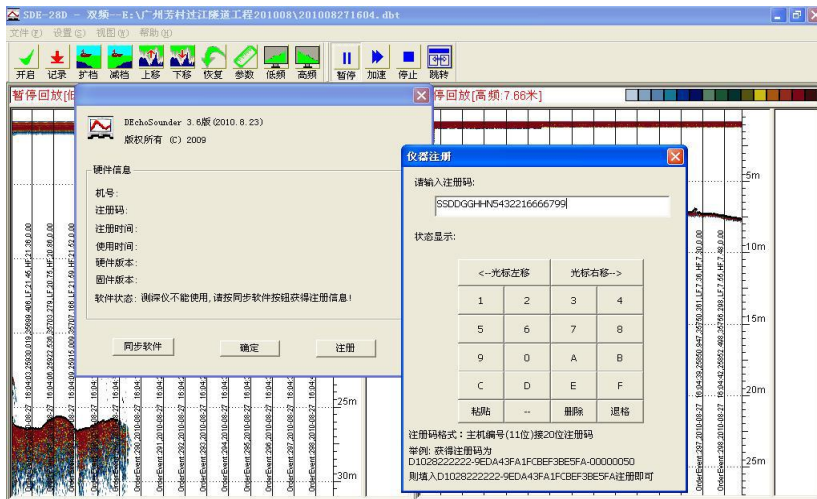 SDE-28D - 双频--E:\广州芳村过江隧道工程201008\201008271604.dbt
文件(F) 设置(S) 视图(V) 帮助(H)
开启 记录 扩档 减档 上移 下移 恢复 参数 低频 高频 暂停 加速 停止 跳转
暂停回放[低
停回放[高频:7.66米]
DEchoSounder 3.6版(2010.8.23)
版权所有 (C) 2009
硬件信息
机号:
注册码:
注册时间:
使用时间:
硬件版本:
固件版本:
软件状态: 测深仪不能使用,请按同步软件按钮获得注册信息!
同步软件 确定 注册
仪器注册
请输入注册码:
SSDDGGHHN5432216666799
状态显示:
<--光标左移 光标右移-->
1 2 3 4
5 6 7 8
9 0 A B
C D E F
粘贴 -- 删除 退格
注册码格式：主机编号(11位)接20位注册码
举例: 获得注册码为
D1028222222-9EDA43FA1FCBEF3BE5FA-00000050
则填入D1028222222-9EDA43FA1FCBEF3BE5FA注册即可
25m
30m
5m
10m
15m
20m
25m